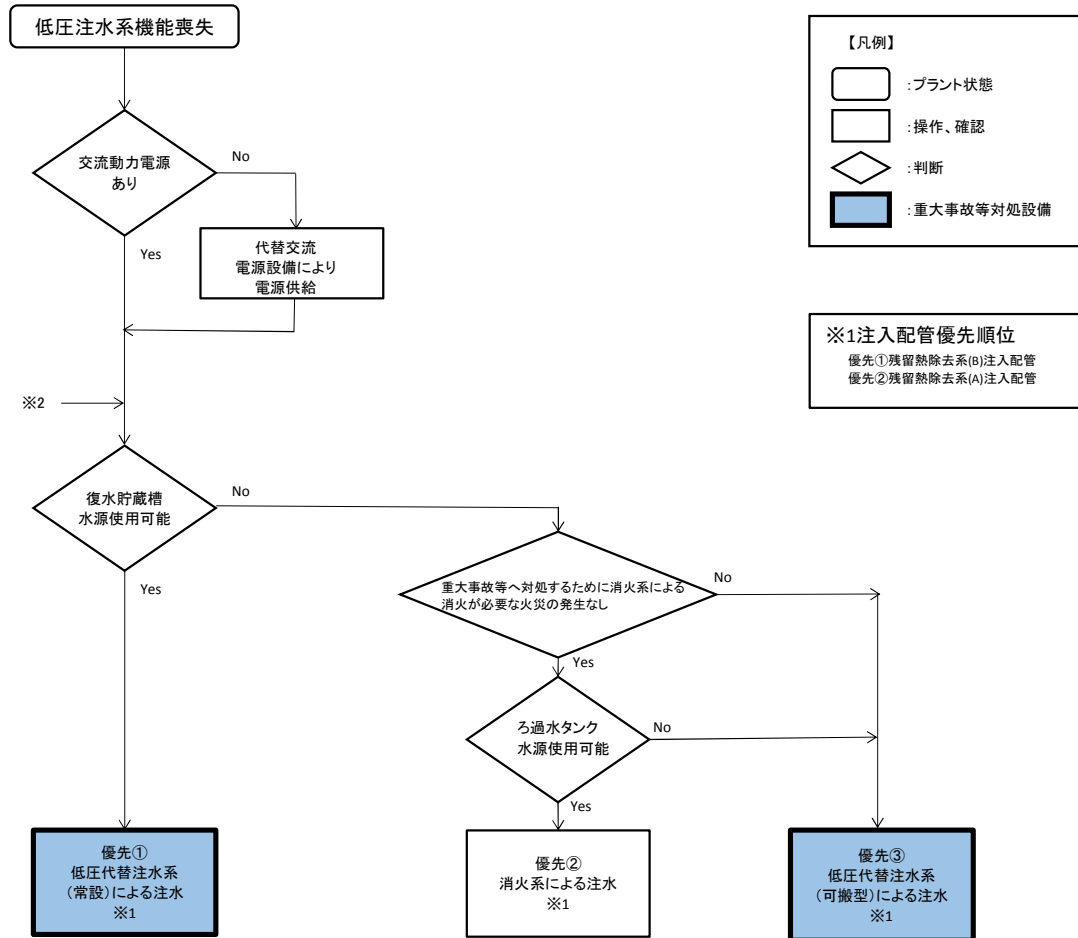 低圧注水系機能喪失
交流動力電源
あり
No
Yes
代替交流
電源設備により
電源供給
※2
復水貯蔵槽
水源使用可能
No
Yes
重大事故等へ対処するために消火系による
消火が必要な火災の発生なし
No
Yes
ろ過水タンク
水源使用可能
No
Yes
優先①
低圧代替注水系
(常設)による注水
※1
優先②
消火系による注水
※1
優先③
低圧代替注水系
(可搬型)による注水
※1
【凡例】
:プラント状態
:操作、確認
:判断
:重大事故等対処設備
※1注入配管優先順位
優先①残留熱除去系(B)注入配管
優先②残留熱除去系(A)注入配管